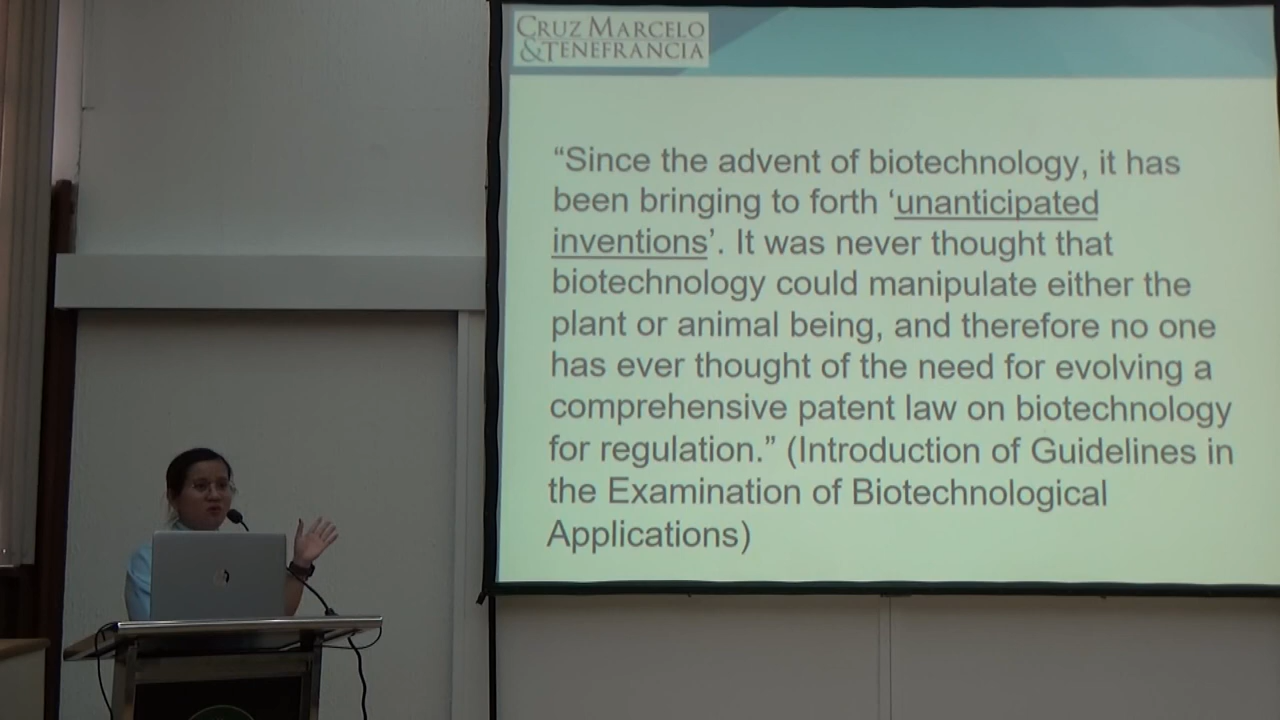 CRUZ MARCELO
&TENEFRANCIA
“Since the advent of biotechnology, it has
been bringing to forth ‘unanticipated
inventions’. It was never thought that
biotechnology could manipulate either the
plant or animal being, and therefore no one
has ever thought of the need for evolving a
comprehensive patent law on biotechnology
for regulation.” (Introduction of Guidelines in
the Examination of Biotechnological
Applications)